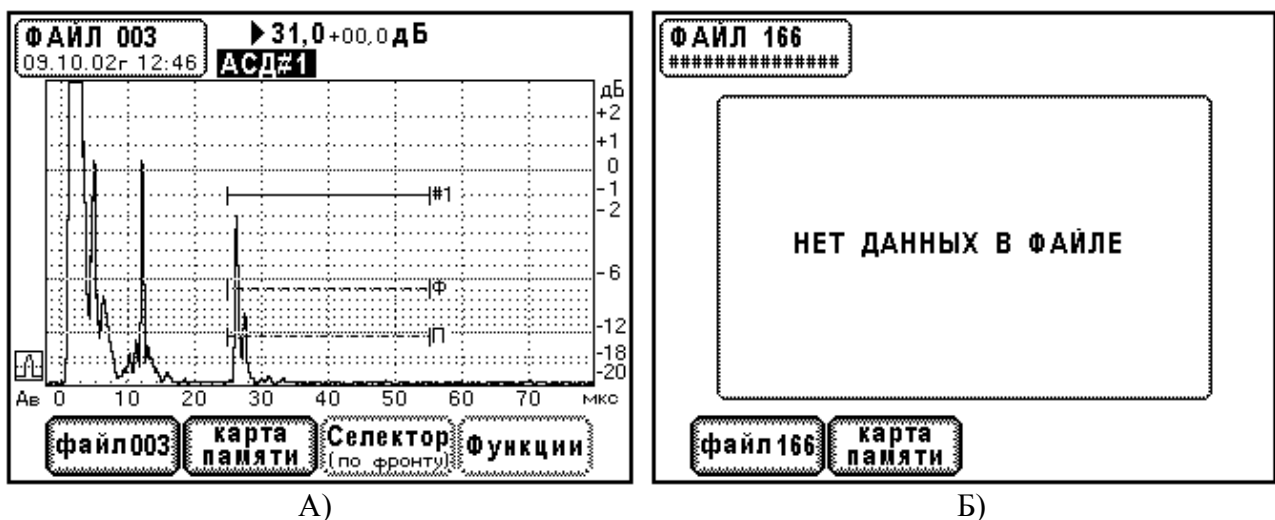 ФАЙЛ 003
09.10.02г 12:46
▶31,0+00,0дБ
АСД#1
дБ
+2
+1
0
-1
-2
-6
-12
-18
-20
#1
Ф
П
Ав 0 10 20 30 40 50 60 70 мкс
файл003
карта
памяти
Селектор
(по фронту)
Функции
А)
ФАЙЛ 166
###############
НЕТ ДАННЫХ В ФАЙЛЕ
файл166
карта
памяти
Б)